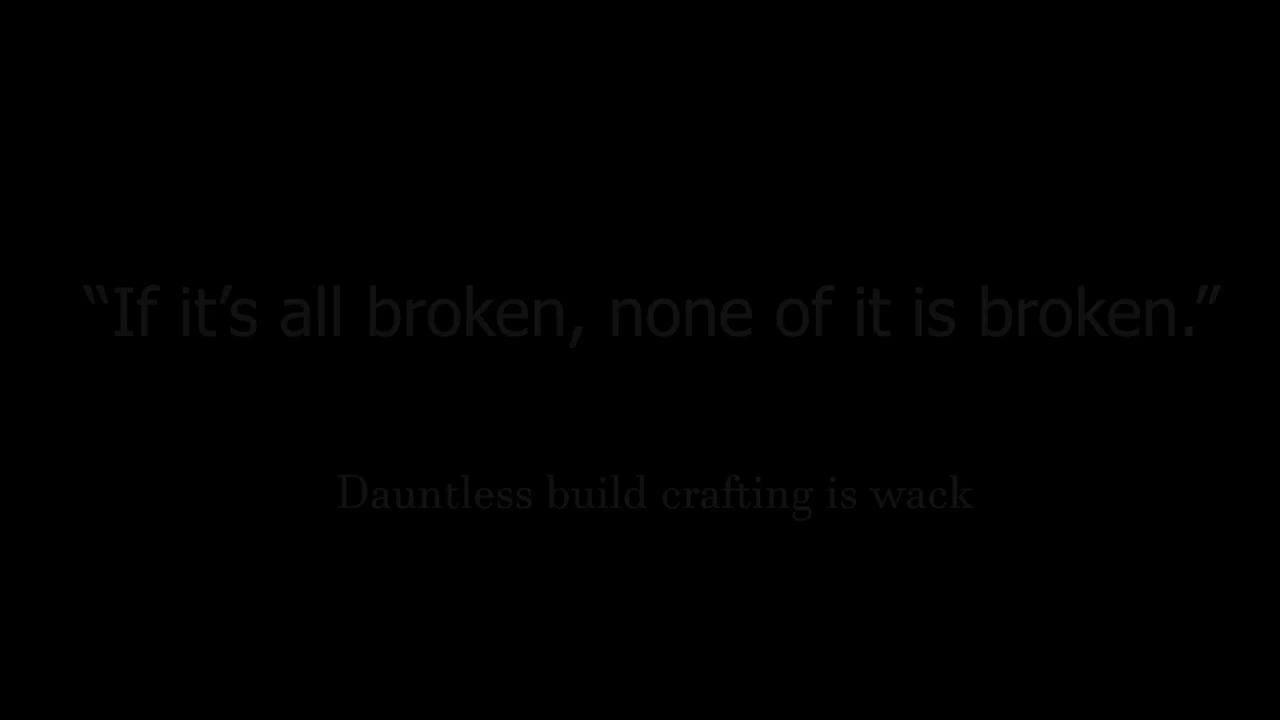 “If it’s all broken, none of it is broken.”
Dauntless build crafting is wack